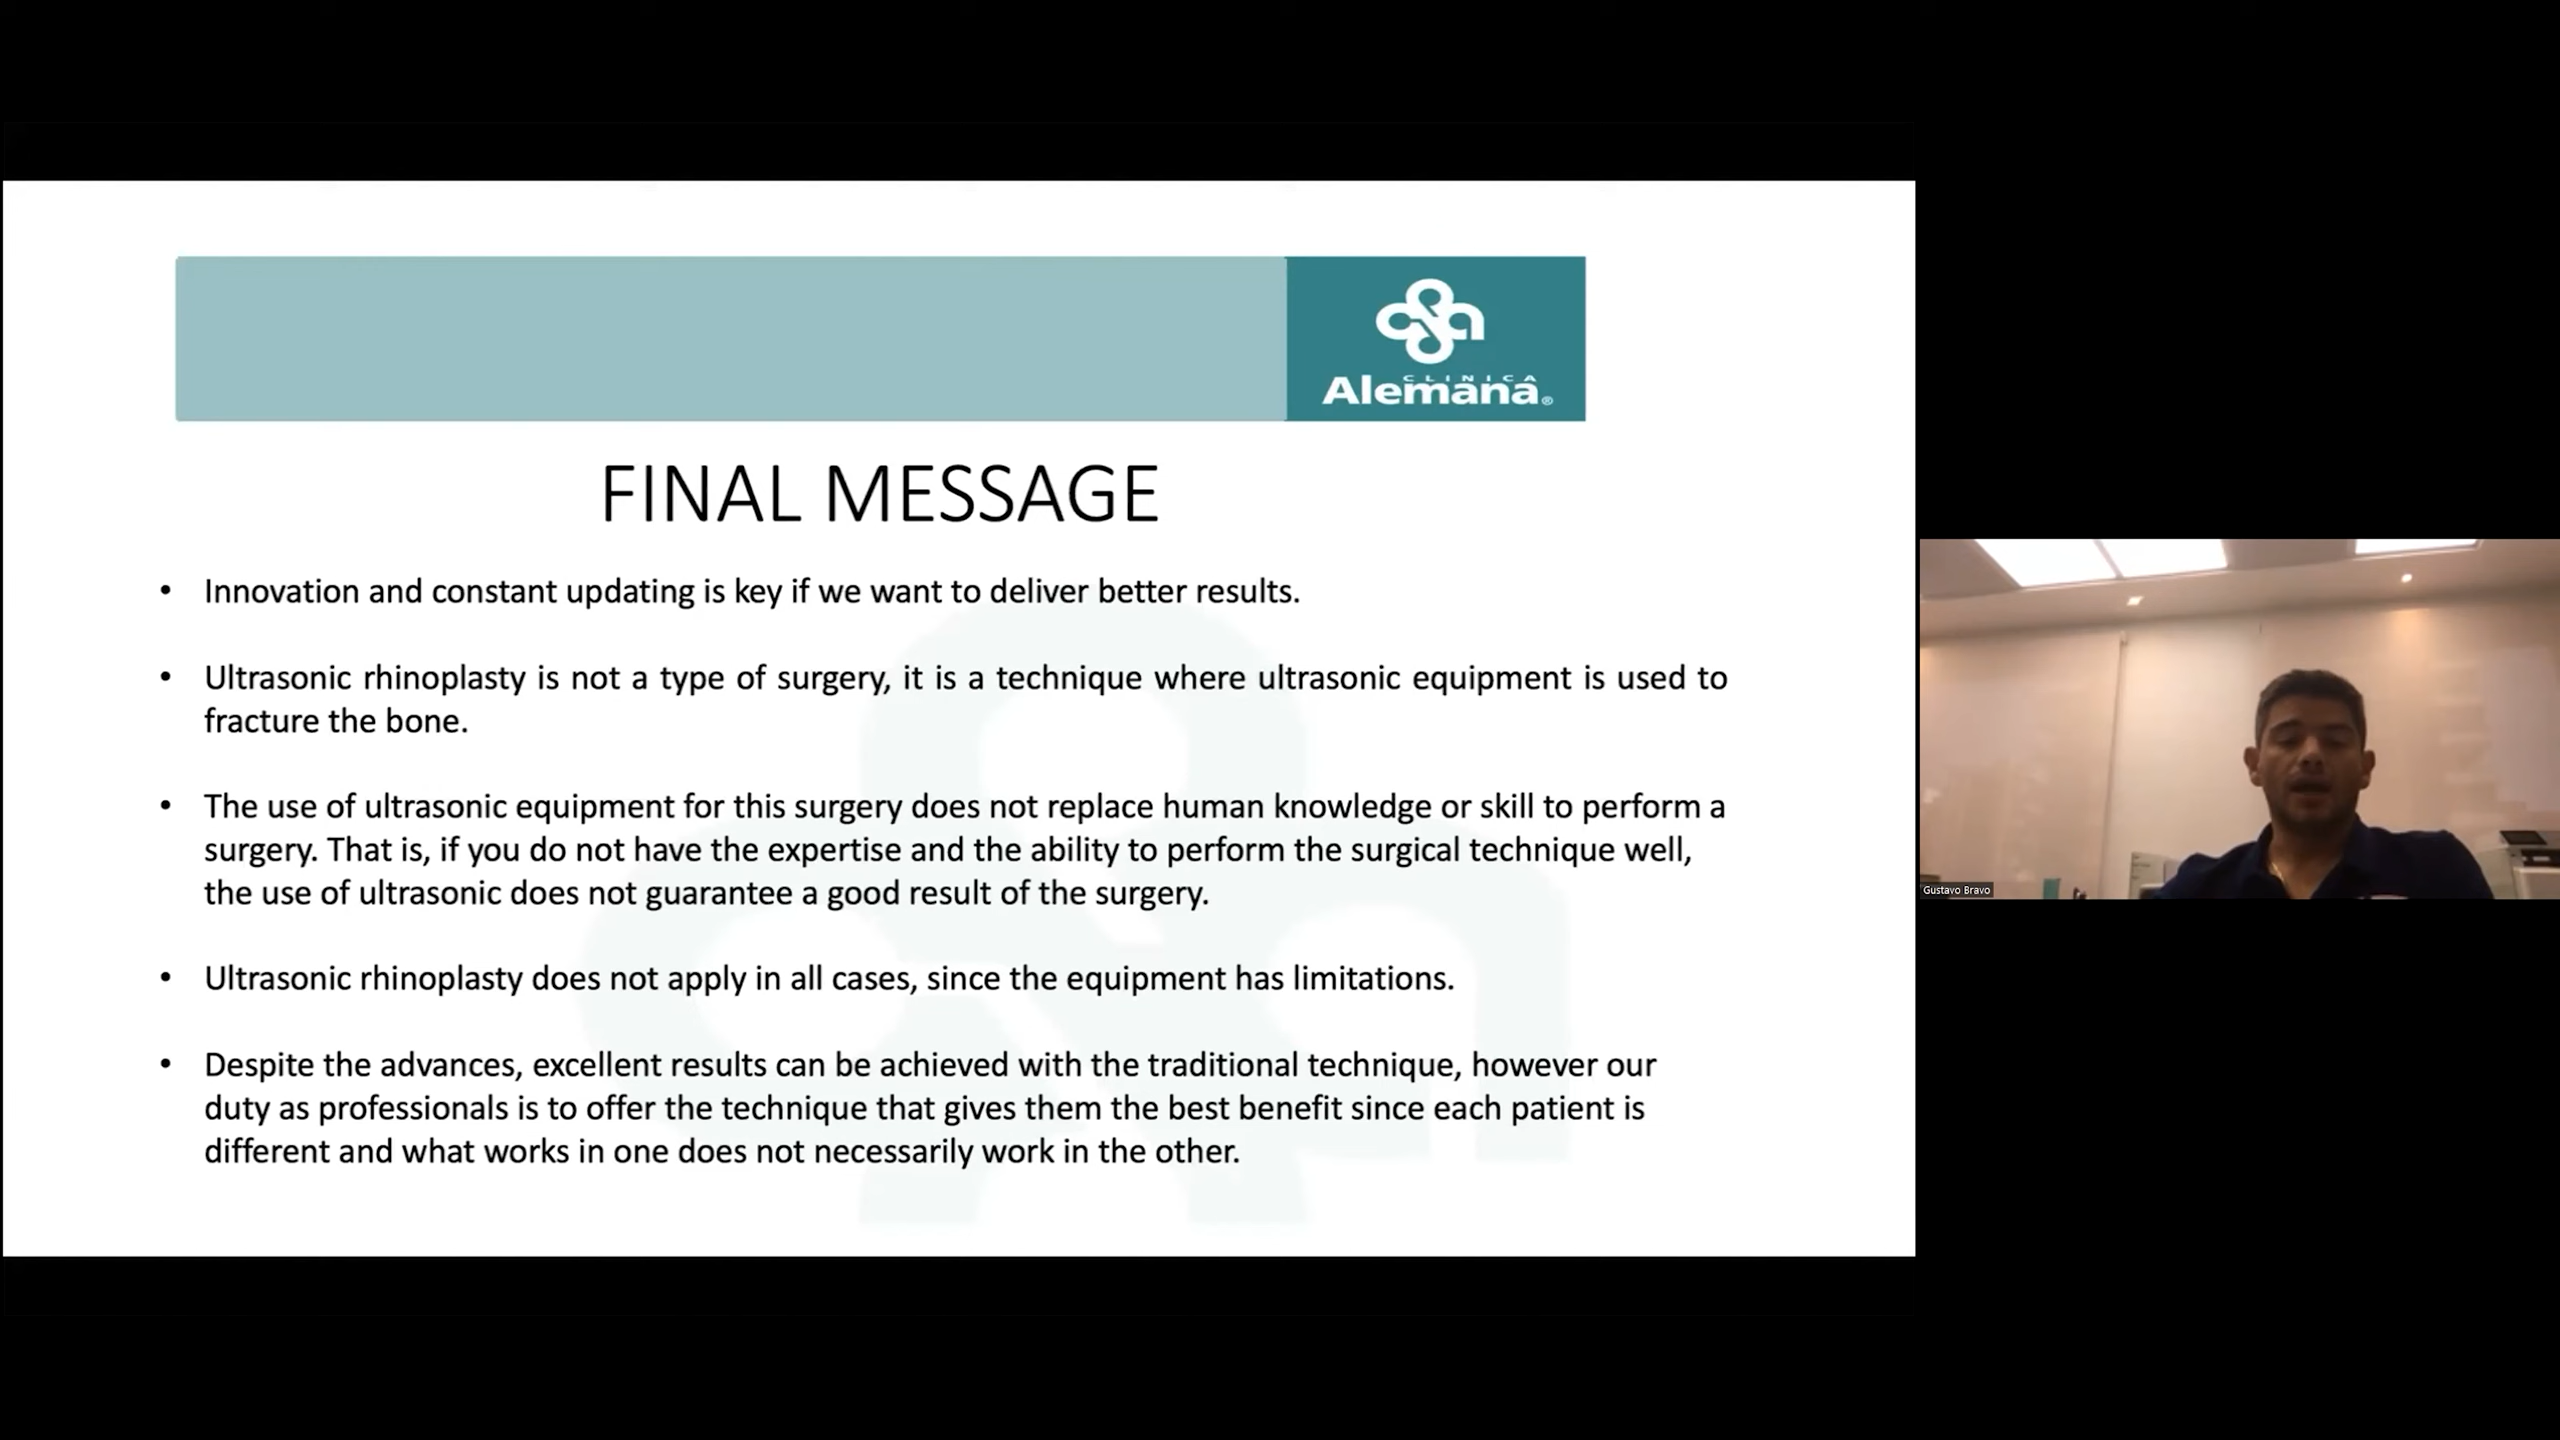 CLINICA
Alemana®
FINAL MESSAGE
• Innovation and constant updating is key if we want to deliver better results.
• Ultrasonic rhinoplasty is not a type of surgery, it is a technique where ultrasonic equipment is used to
fracture the bone.
• The use of ultrasonic equipment for this surgery does not replace human knowledge or skill to perform a
surgery. That is, if you do not have the expertise and the ability to perform the surgical technique well,
the use of ultrasonic does not guarantee a good result of the surgery.
• Ultrasonic rhinoplasty does not apply in all cases, since the equipment has limitations.
• Despite the advances, excellent results can be achieved with the traditional technique, however our
duty as professionals is to offer the technique that gives them the best benefit since each patient is
different and what works in one does not necessarily work in the other.
Gustavo Bravo